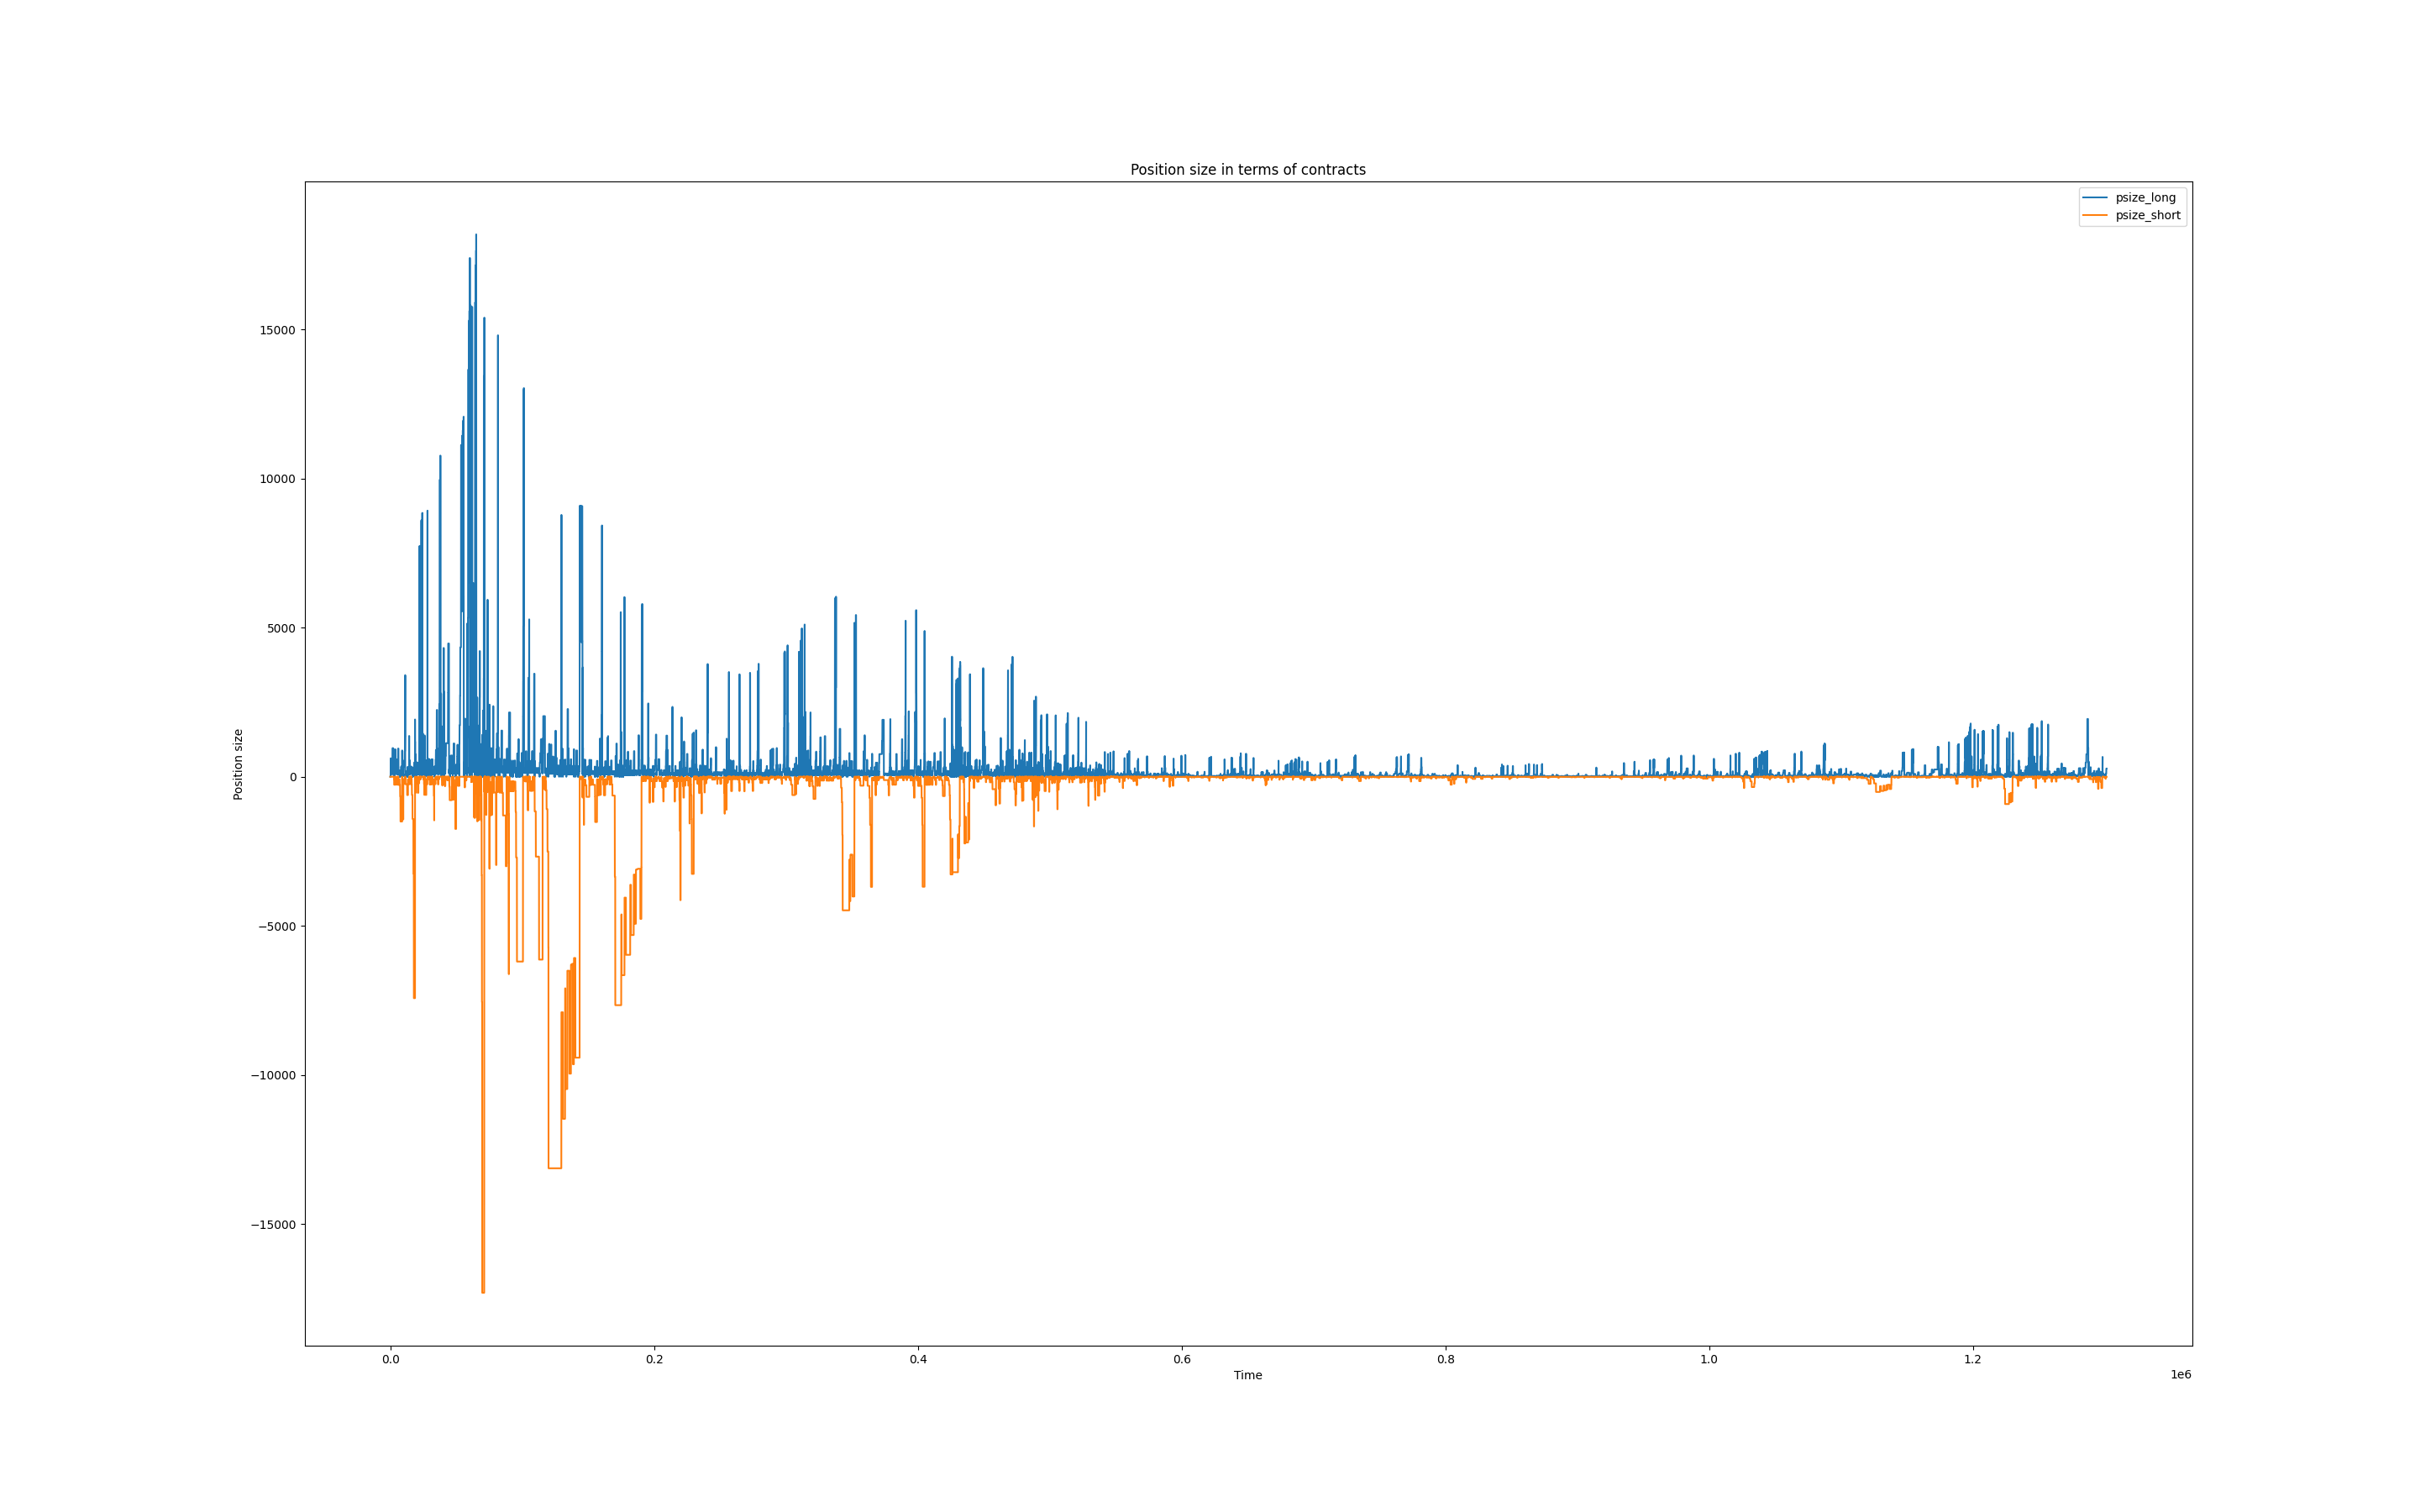 Position size in terms of contracts
psize_long
psize_short
Position size
15000
10000
5000
0
−5000
−10000
−15000
0.0
0.2
0.4
0.6
0.8
1.0
1.2
1e6
Time